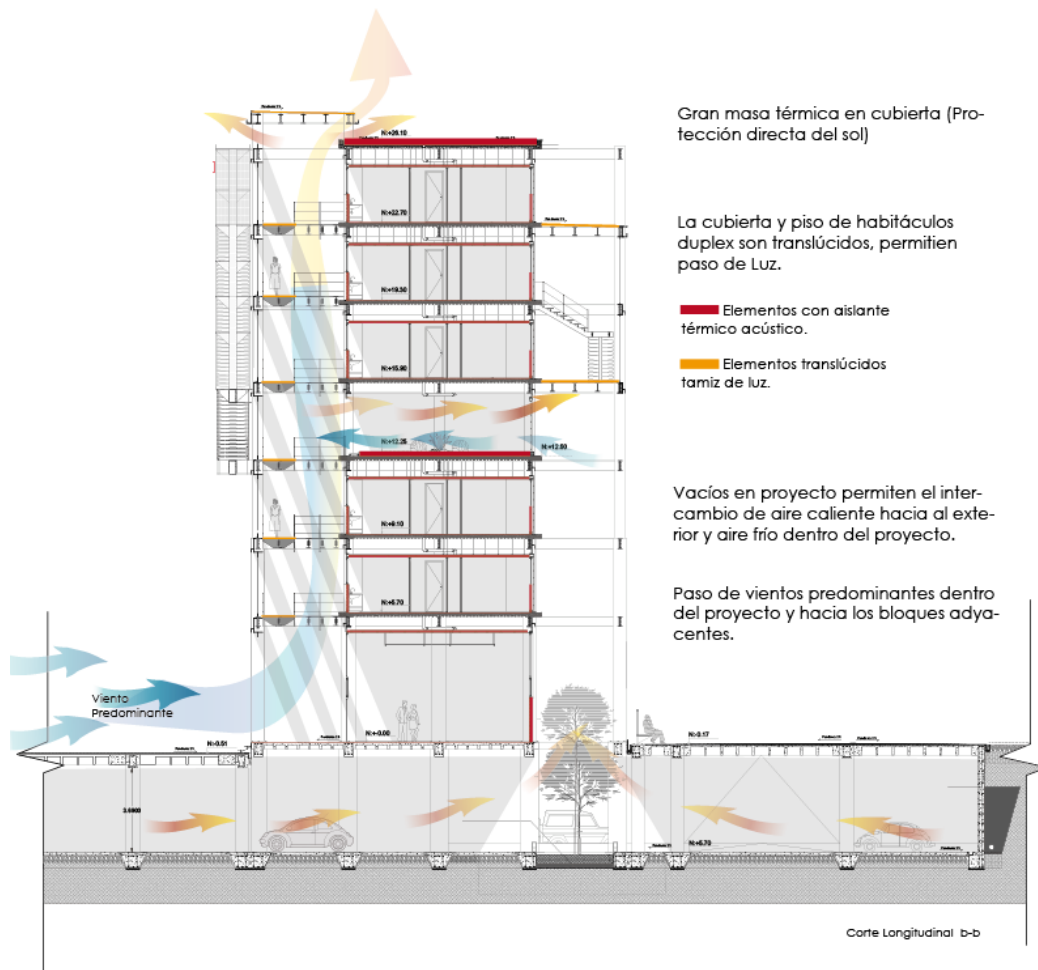 Gran masa térmica en cubierta (Pro-
tección directa del sol)
N:+26.10
La cubierta y piso de habitáculos
duplex son translúcidos, permitien
paso de Luz.
N:+22.70
N:+19.30
Elementos con aislante
térmico acústico.
N:+15.90
Elementos translúcidos
tamiz de luz.
N:+12.25
N:+12.50
Vacíos en proyecto permiten el inter-
cambio de aire caliente hacia al exte-
rior y aire frío dentro del proyecto.
N:+9.10
N:+5.70
Paso de vientos predominantes dentro
del proyecto y hacia los bloques adya-
centes.
Viento
Predominante
N:-0.51
N:+-0.00
N:-0.17
Corte Longitudinal b-b